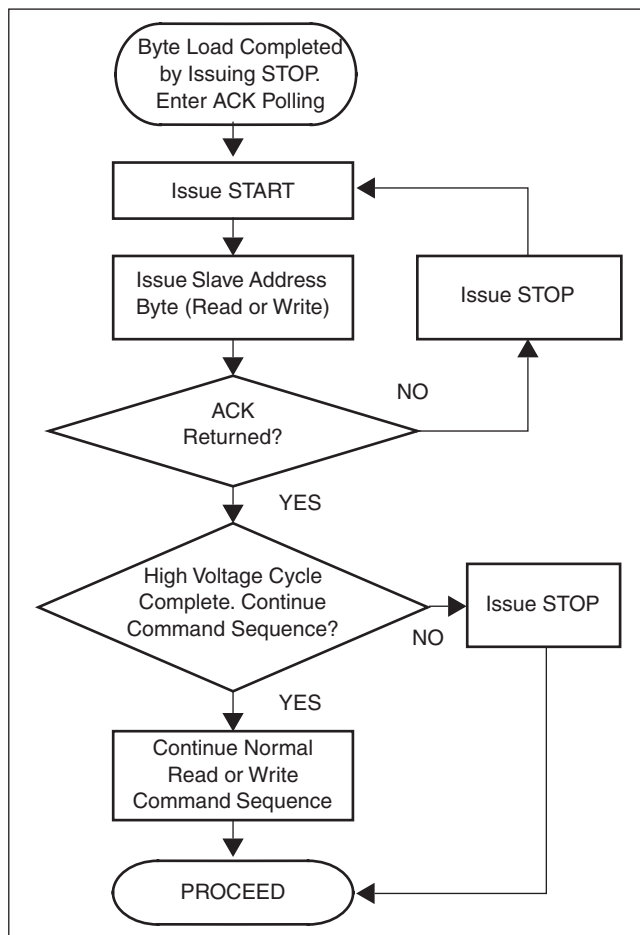 Byte Load Completed
by Issuing STOP.
Enter ACK Polling
Issue START
Issue Slave Address
Byte (Read or Write)
Issue STOP
ACK
Returned?
NO
YES
High Voltage Cycle
Complete. Continue
Command Sequence?
Issue STOP
NO
YES
Continue Normal
Read or Write
Command Sequence
PROCEED